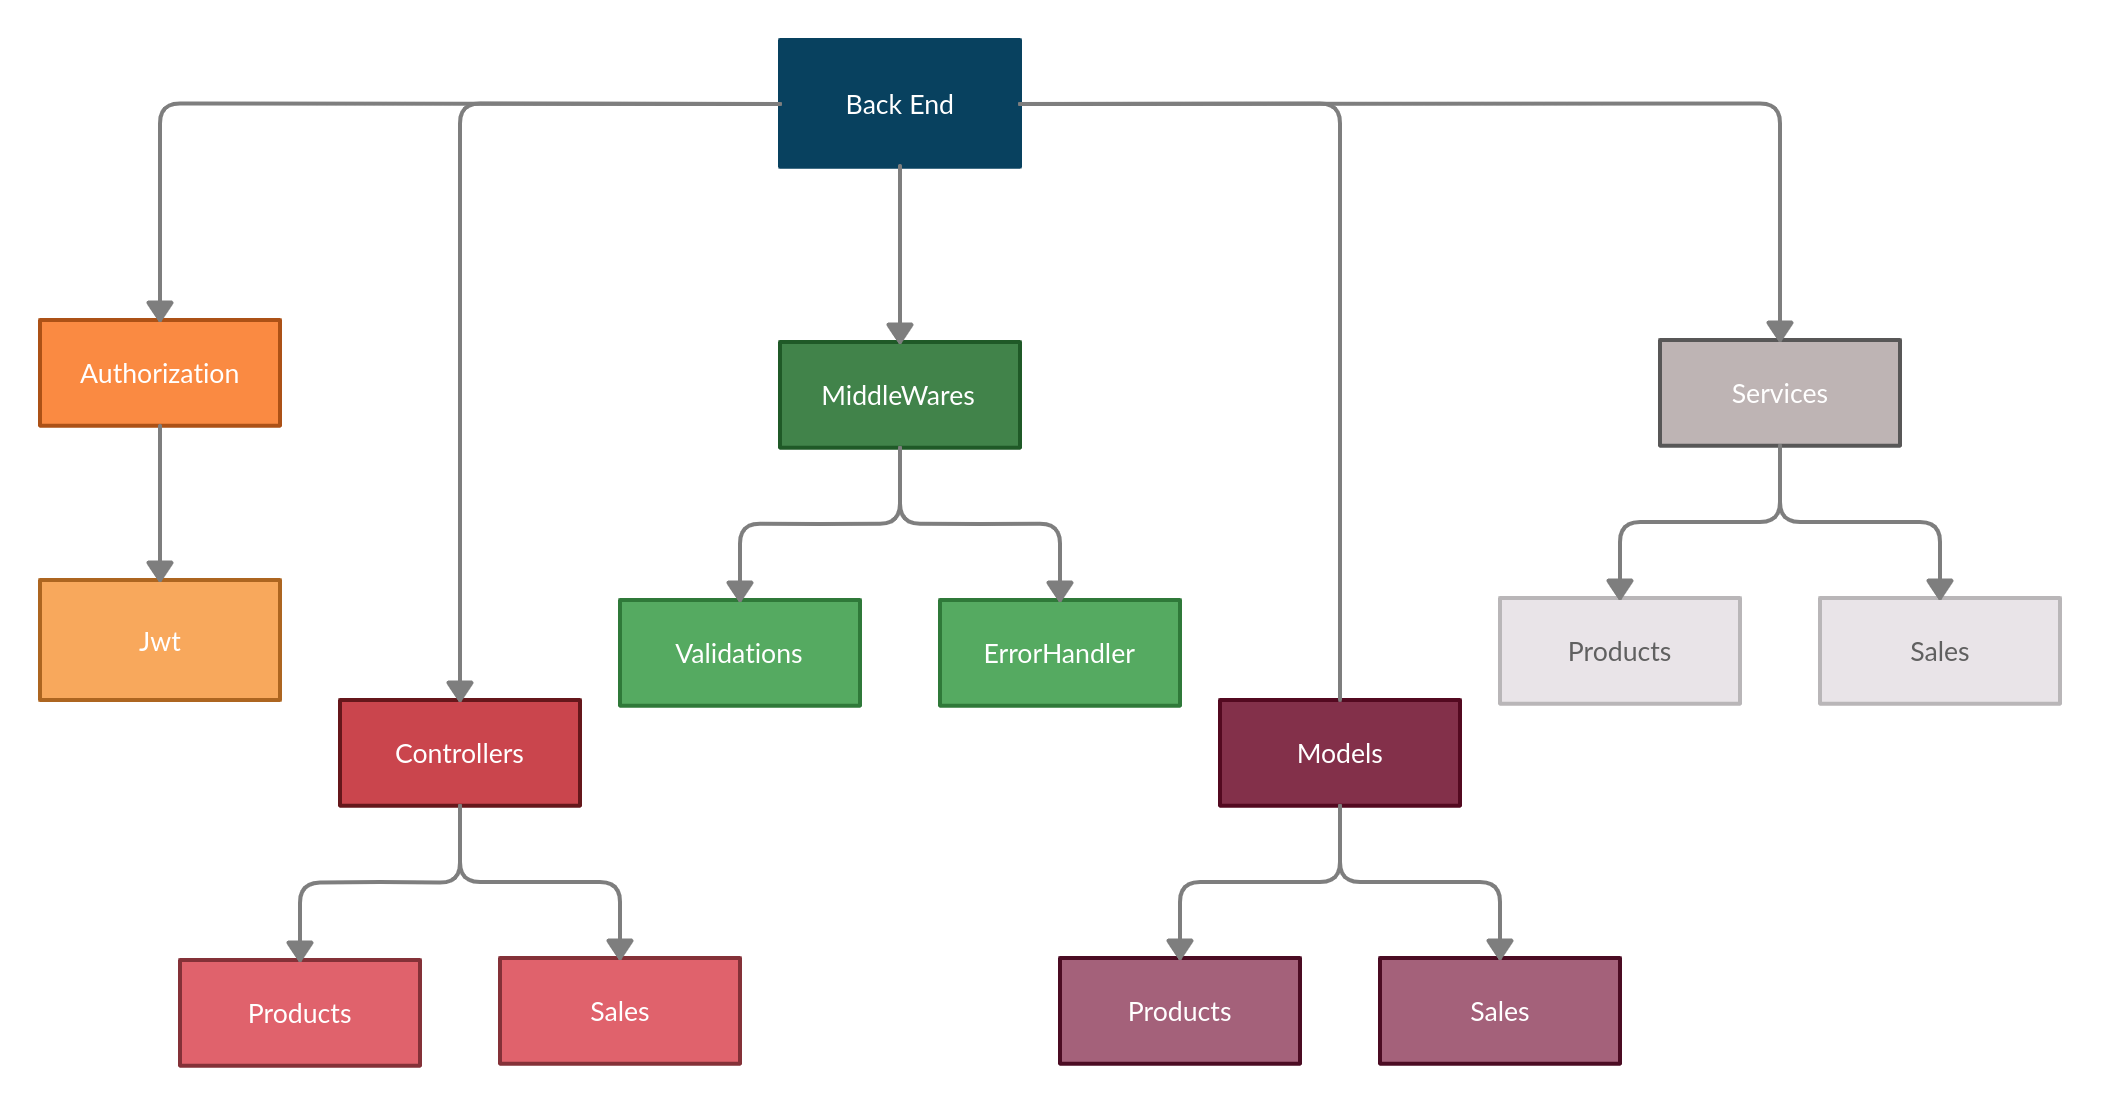 Back End
Authorization
MiddleWares
Services
Jwt
Validations
ErrorHandler
Products
Sales
Controllers
Models
Products
Sales
Products
Sales